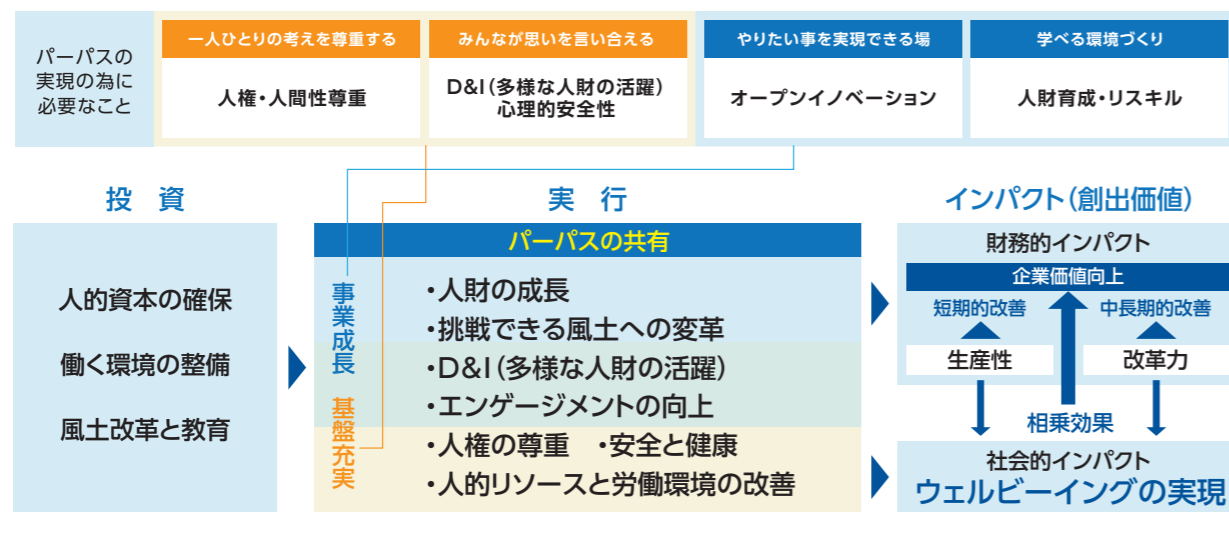 パーパスの
実現の為に
必要なこと
一人ひとりの考えを尊重する
人権・人間性尊重
みんなが思いを言い合える
D&I（多様な人財の活躍）
心理的安全性
やりたい事を実現できる場
オープンイノベーション
学べる環境づくり
人財育成・リスキル
投 資
人的資本の確保
働く環境の整備
風土改革と教育
実 行
パーパスの共有
事業成長
基盤充実
・人財の成長
・挑戦できる風土への変革
・D&I（多様な人財の活躍）
・エンゲージメントの向上
・人権の尊重　・安全と健康
・人的リソースと労働環境の改善
インパクト（創出価値）
財務的インパクト
企業価値向上
短期的改善
中長期的改善
生産性
改革力
相乗効果
社会的インパクト
ウェルビーイングの実現